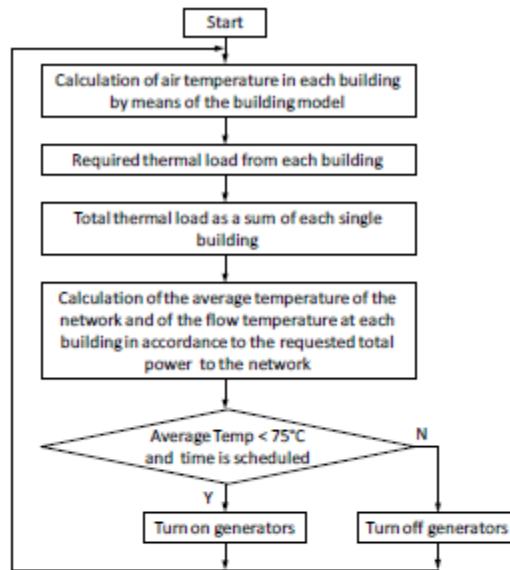 Start
Calculation of air temperature in each building
by means of the building model
Required thermal load from each building
Total thermal load as a sum of each single
building
Calculation of the average temperature of the
network and of the flow temperature at each
building in accordance to the requested total
power to the network
Average Temp < 75°C
and time is scheduled
N
Y
Turn on generators
Turn off generators